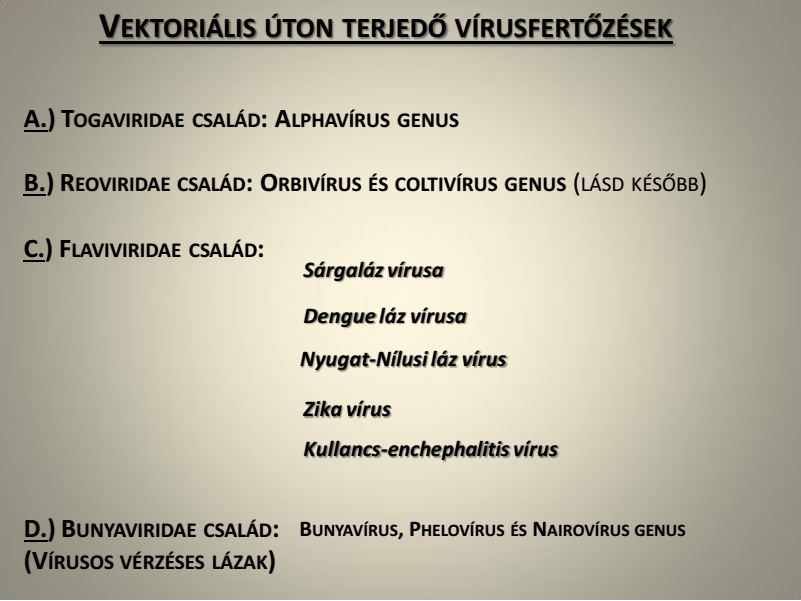 Vektoriális úton terjedő vírusfertőzések
A.) Togaviridae család: Alphavírus genus
B.) Reoviridae család: Orbivírus és coltivírus genus (lásd később)
C.) Flaviviridae család:
Sárgaláz vírusa
Dengue láz vírusa
Nyugat-Nílusi láz vírus
Zika vírus
Kullancs-enchephalitis vírus
D.) Bunyaviridae család: Bunyavírus, Phelovírus és Nairovírus genus
(Vírusos vérzéses lázak)